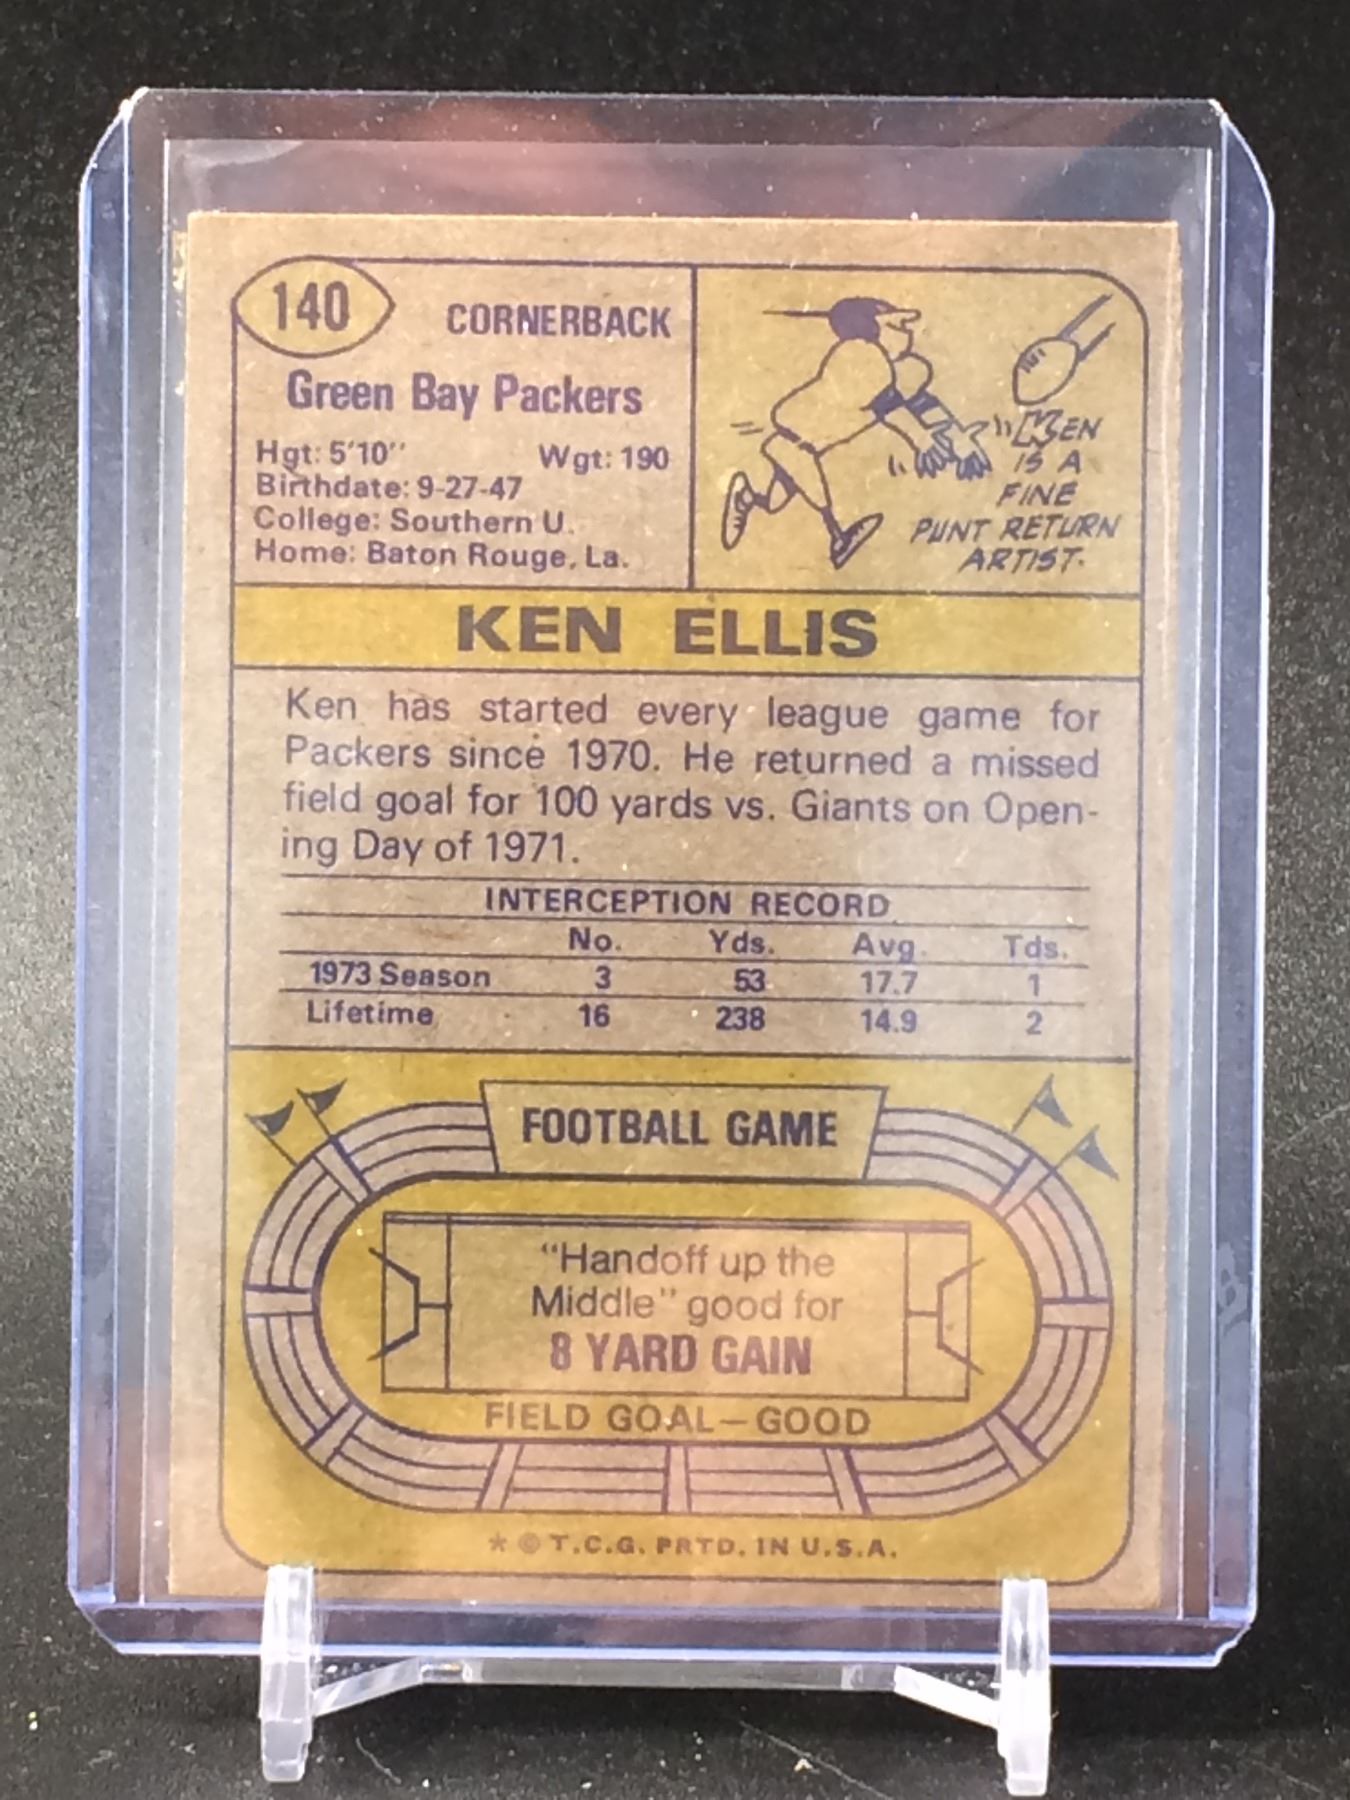 140
CORNERBACK
Green Bay Packers
Hgt: 5'10"
Wgt: 190
Birthdate: 9-27-47
College: Southern U.
Home: Baton Rouge, La.
"KEN
IS A
FINE
PUNT RETURN
ARTIST.
KEN ELLIS
Ken has started every league game for
Packers since 1970. He returned a missed
field goal for 100 yards vs. Giants on Open-
ing Day of 1971.
INTERCEPTION RECORD
No. Yds. Avg. Tds.
1973 Season 3 53 17.7 1
Lifetime 16 238 14.9 2
FOOTBALL GAME
"Handoff up the
Middle" good for
8 YARD GAIN
FIELD GOAL—GOOD
* © T.C.G. PRTD. IN U.S.A.